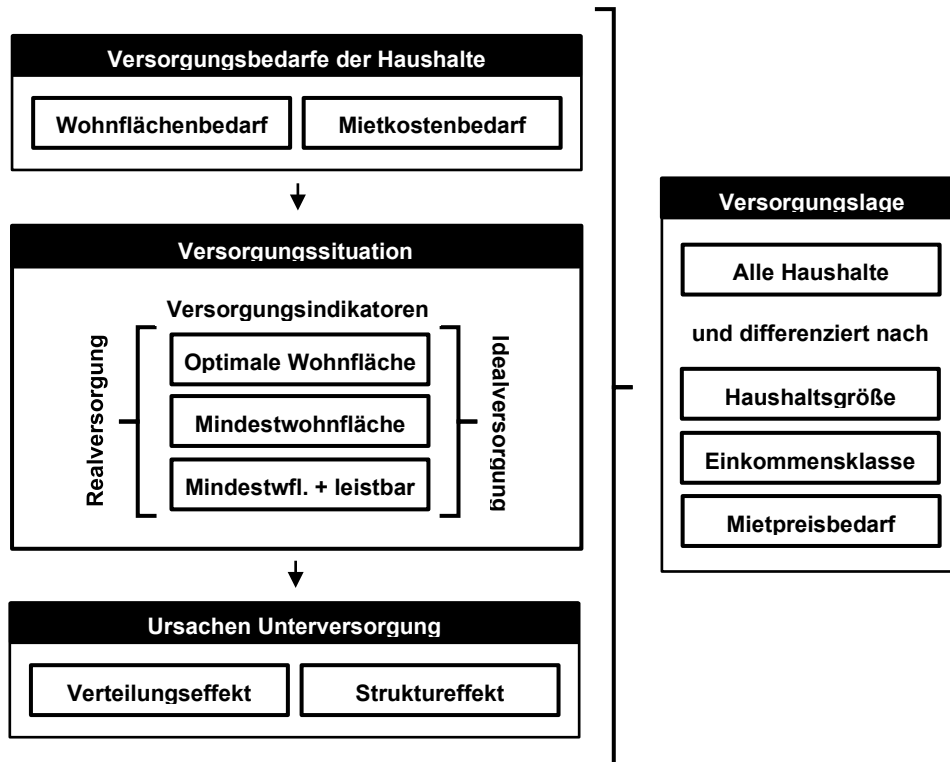 Versorgungsbedarfe der Haushalte
Wohnflächenbedarf
Mietkostenbedarf
Versorgungssituation
Versorgungsindikatoren
Realversorgung
Optimale Wohnfläche
Mindestwohnfläche
Mindestwfl. + leistbar
Idealversorgung
Ursachen Unterversorgung
Verteilungseffekt
Struktureffekt
Versorgungslage
Alle Haushalte
und differenziert nach
Haushaltsgröße
Einkommensklasse
Mietpreisbedarf